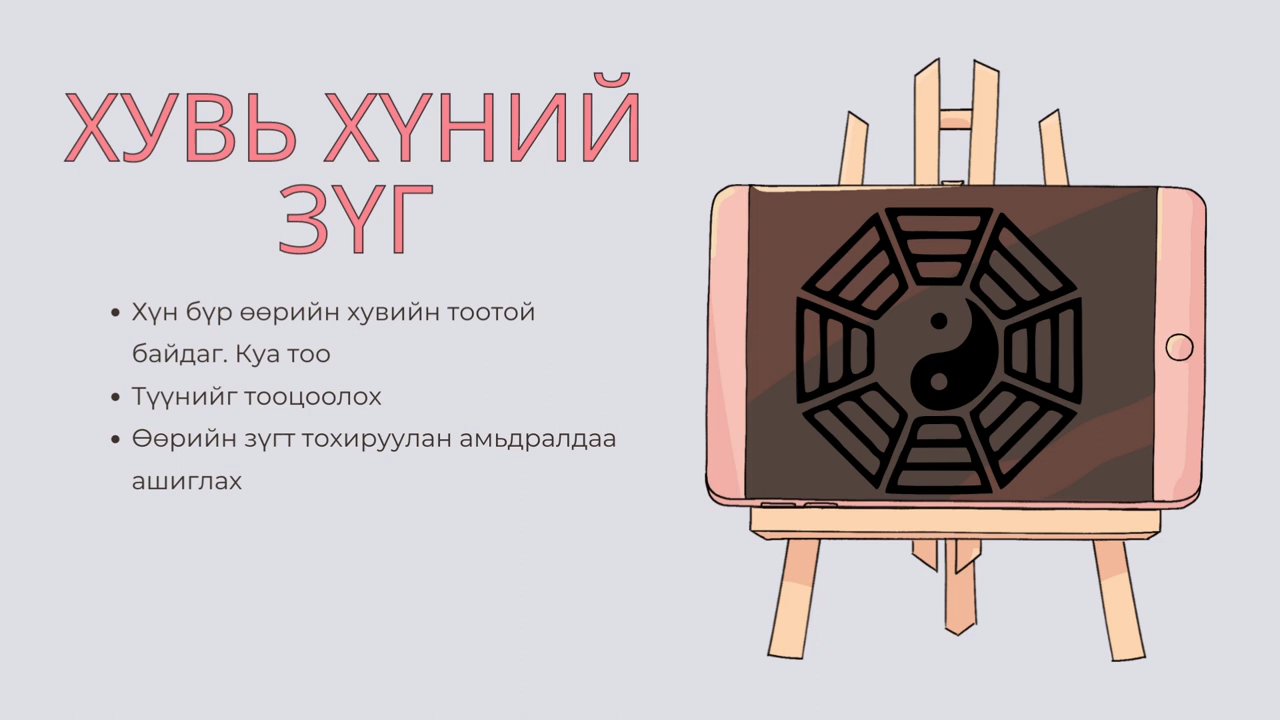 ХУВЬ ХҮНИЙ
ЗҮГ
• Хүн бүр өөрийн хувийн тоотой
байдаг. Куа тоо
• Түүнийг тооцоолох
• Өөрийн зүгт тохируулан амьдралдаа
ашиглах